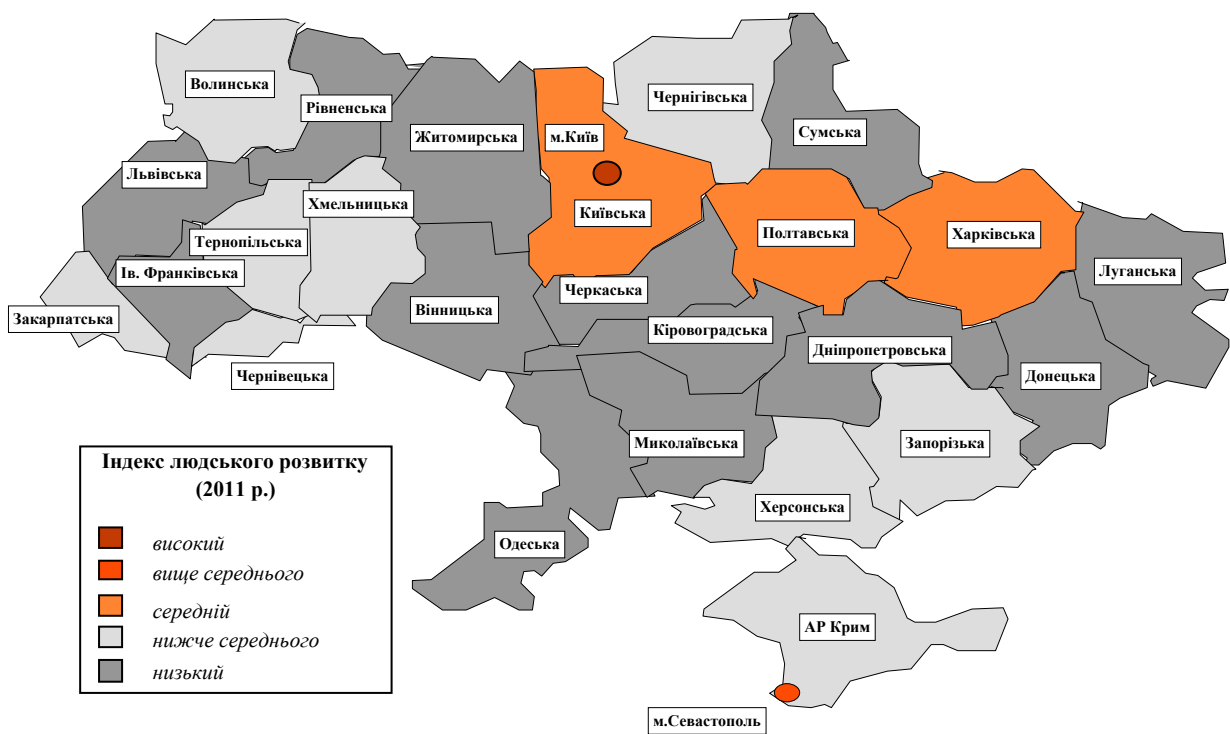 Волинська
Рівненська
Житомирська
м.Київ
Чернігівська
Сумська
Львівська
Хмельницька
Тернопільська
Київська
Полтавська
Харківська
Ів. Франківська
Луганська
Закарпатська
Вінницька
Черкаська
Кіровоградська
Дніпропетровська
Чернівецька
Донецька
Миколаївська
Запорізька
Херсонська
Одеська
АР Крим
м.Севастополь
Індекс людського розвитку
(2011 р.)
високий
вище середнього
середній
нижче середнього
низький